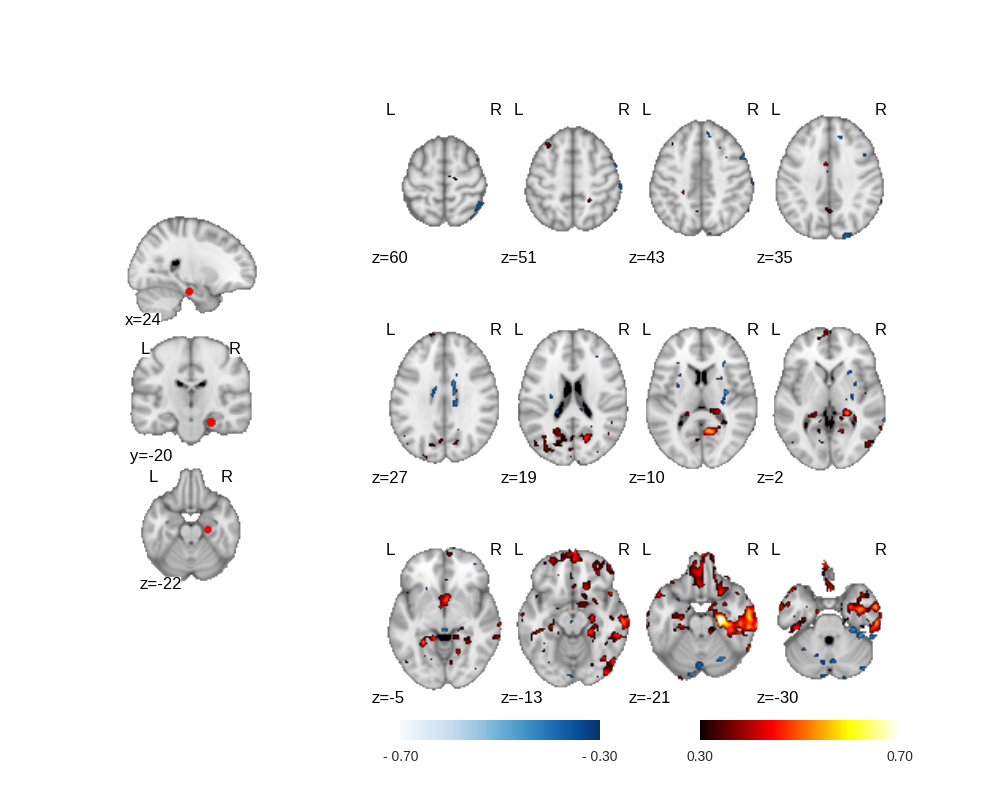 L R L R L R L R
z=60 z=51 z=43 z=35
x=24
L R L R L R L R
L R
z=27 z=19 z=10 z=2
y=-20
L R
L R L R L R L R
z=-22
z=-5 z=-13 z=-21 z=-30
- 0.70 - 0.30 0.30 0.70